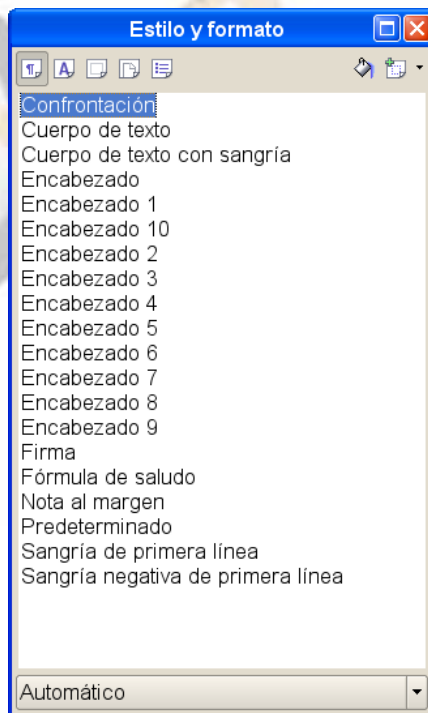 Estilo y formato
Confrontación
Cuerpo de texto
Cuerpo de texto con sangría
Encabezado
Encabezado 1
Encabezado 10
Encabezado 2
Encabezado 3
Encabezado 4
Encabezado 5
Encabezado 6
Encabezado 7
Encabezado 8
Encabezado 9
Firma
Fórmula de saludo
Nota al margen
Predeterminado
Sangría de primera línea
Sangría negativa de primera línea
Automático